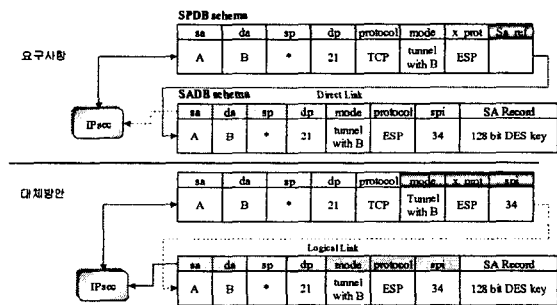 SPDB schema
sa da sp dp protocol mode x_prot Sa_ref
요구사항
A B * 21 TCP tunnel with B ESP
SADB schema Direct Link
sa da sp dp mode protocol spi SA Record
IPsec
A B * 21 tunnel with B ESP 34 128 bit DES key
대체방안
sa da sp dp protocol mode x_prot spi
A B * 21 TCP Tunnel with B ESP 34
Logical Link
sa da sp dp mode protocol spi SA Record
IPsec
A B * 21 tunnel with B ESP 34 128 bit DES key